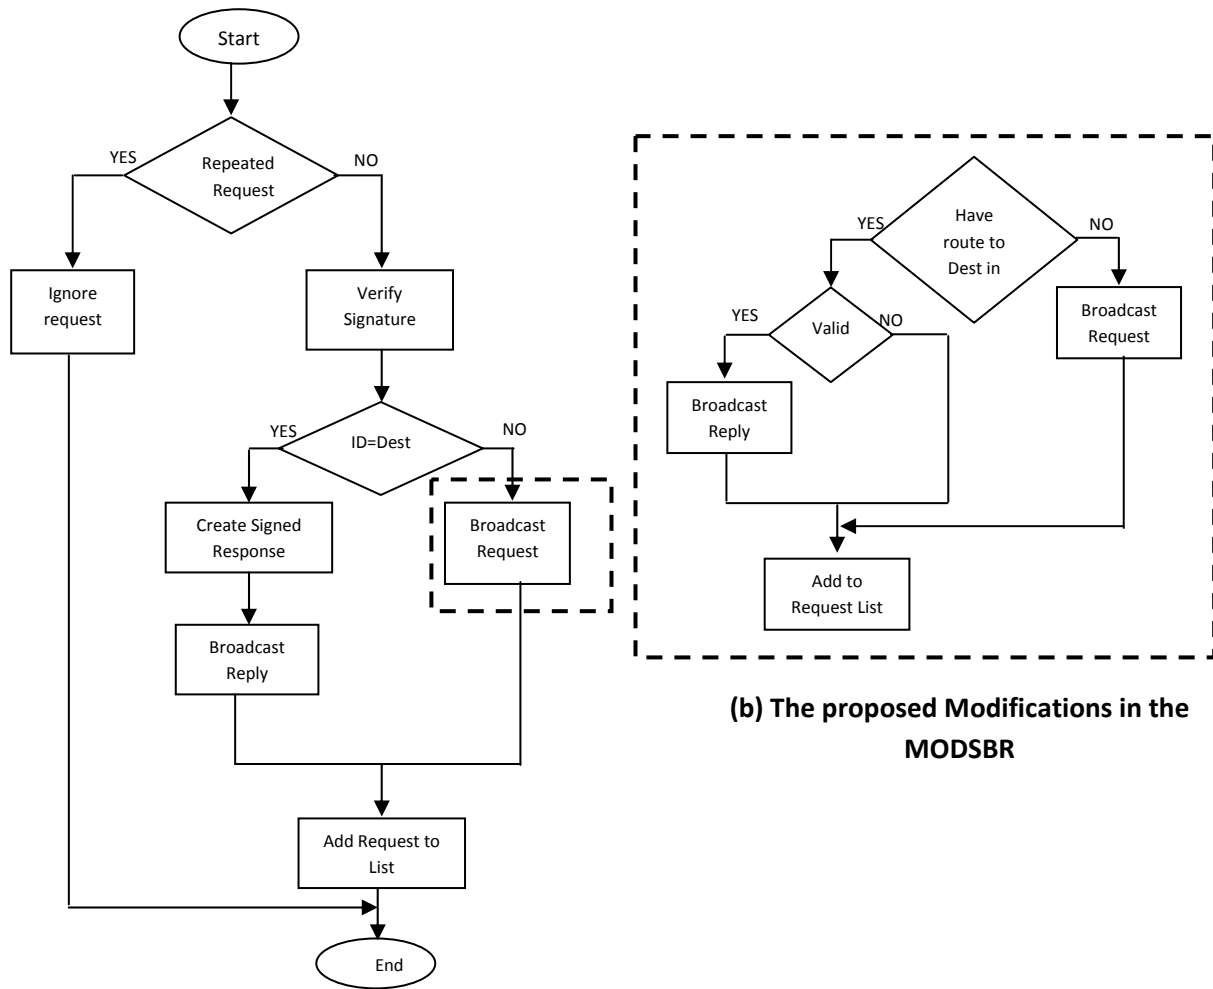 Start
YES
NO
Repeated
Request
Ignore
request
Verify
Signature
YES
NO
ID=Dest
Create Signed
Response
Broadcast
Request
Broadcast
Reply
Add Request to
List
End
YES
NO
Have
route to
Dest in
YES
NO
Valid
Broadcast
Request
Broadcast
Reply
Add to
Request List
(b) The proposed Modifications in the
MODSBR